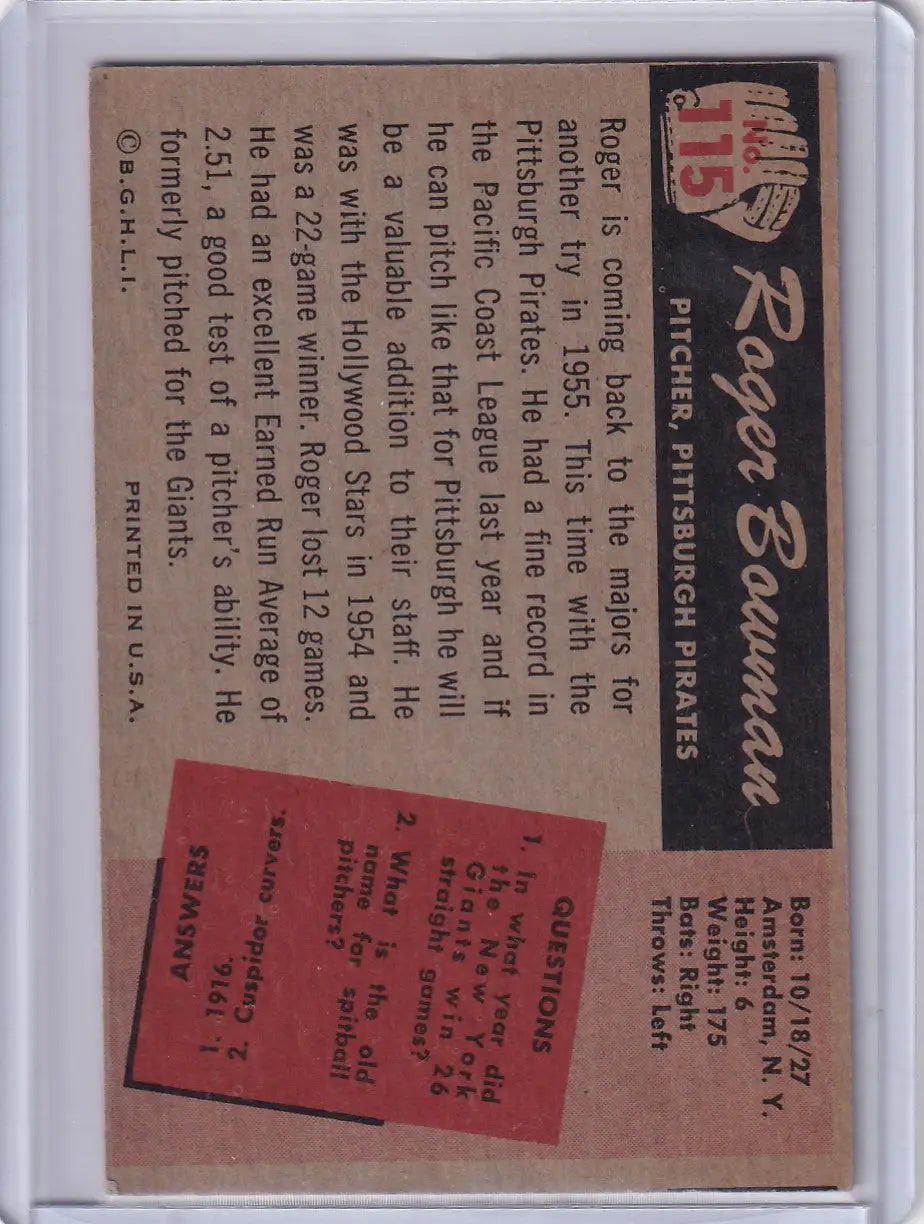 No.
115
Roger Bowman
PITCHER, PITTSBURGH PIRATES
Born: 10/18/27
Amsterdam, N. Y.
Height: 6
Weight: 175
Bats: Right
Throws: Left
Roger is coming back to the majors for
another try in 1955. This time with the
Pittsburgh Pirates. He had a fine record in
the Pacific Coast League last year and if
he can pitch like that for Pittsburgh he will
be a valuable addition to their staff. He
was with the Hollywood Stars in 1954 and
was a 22-game winner. Roger lost 12 games.
He had an excellent Earned Run Average of
2.51, a good test of a pitcher's ability. He
formerly pitched for the Giants.
©B.G.H.L.I.
PRINTED IN U.S.A.
QUESTIONS
1. In what year did
the New York
Giants win 26
straight games?
2. What is the old
name for spitball
pitchers?
ANSWERS
1. 1916.
2. Cuspidor curvers.